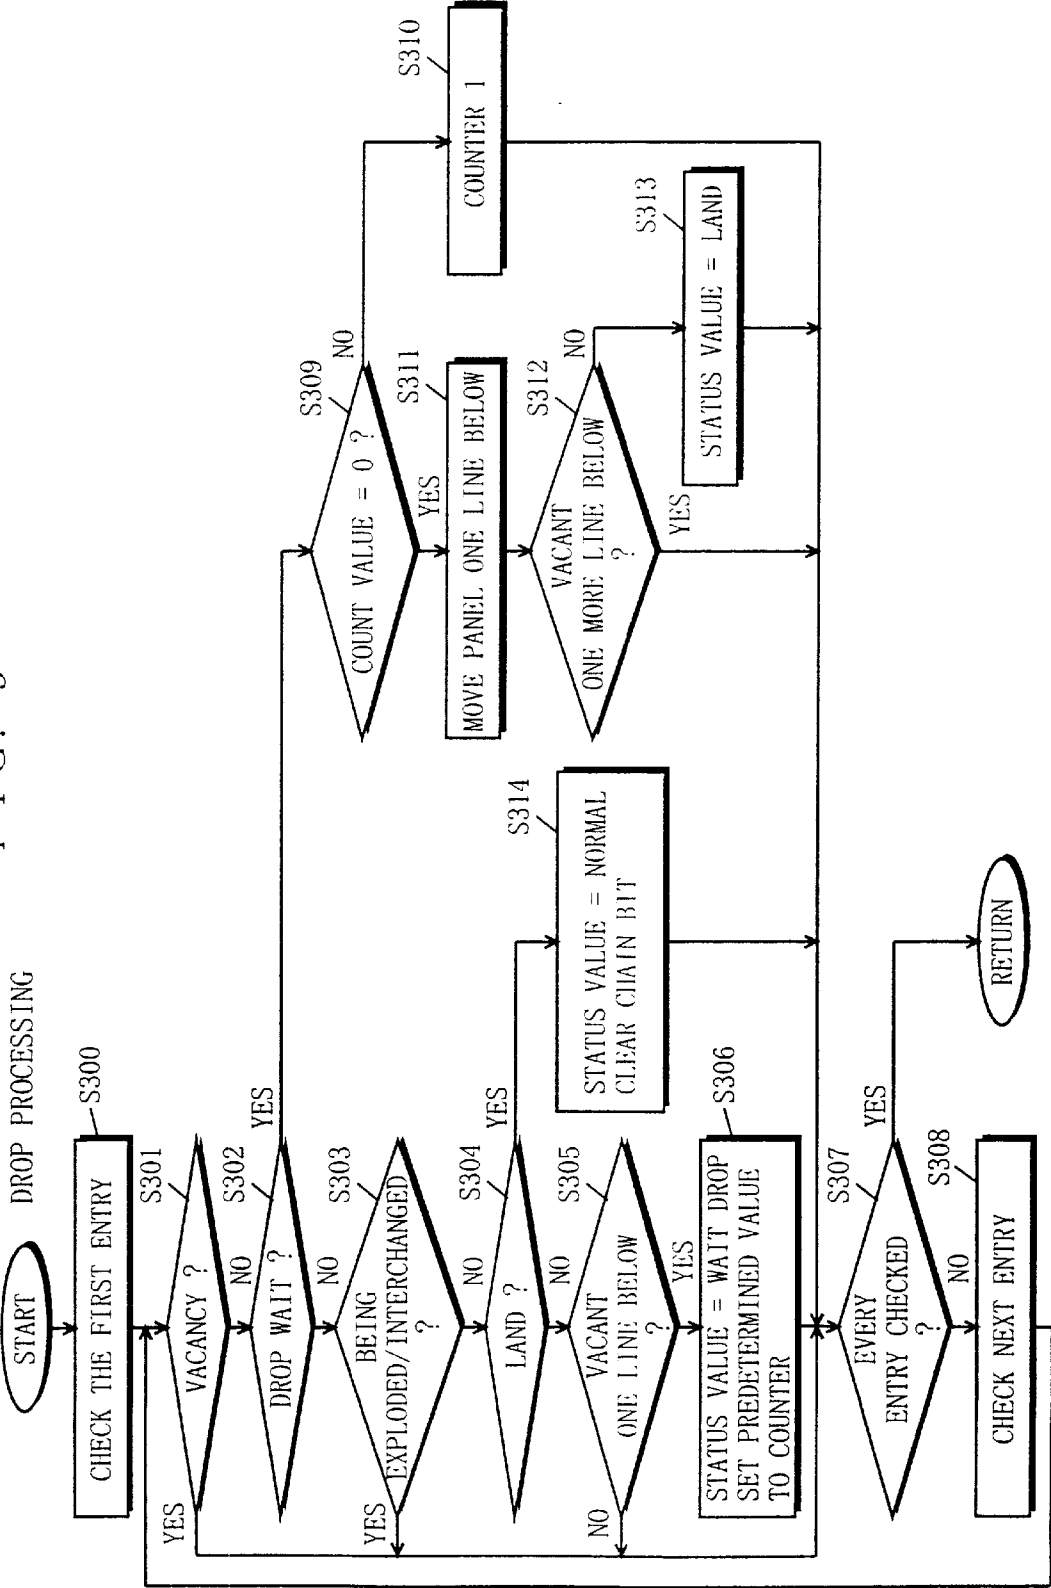 DROP PROCESSING
START
CHECK THE FIRST ENTRY
S300
VACANCY ?
S301
YES
NO
DROP WAIT ?
S302
YES
NO
BEING
EXPLODED/INTERCHANGED
?
S303
YES
NO
LAND ?
S304
YES
NO
VACANT
ONE LINE BELOW
?
S305
NO
YES
STATUS VALUE = WAIT DROP
SET PREDETERMINED VALUE
TO COUNTER
S306
EVERY
ENTRY CHECKED
?
S307
YES
NO
CHECK NEXT ENTRY
S308
RETURN
STATUS VALUE = NORMAL
CLEAR CHAIN BIT
S314
COUNT VALUE = 0 ?
S309
NO
YES
COUNTER 1
S310
MOVE PANEL ONE LINE BELOW
S311
VACANT
ONE MORE LINE BELOW
?
S312
NO
YES
STATUS VALUE = LAND
S313